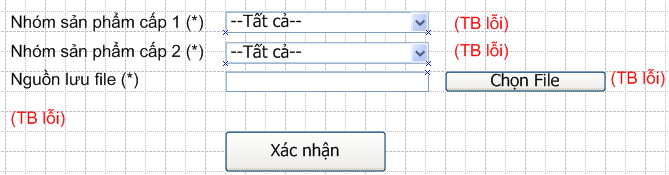 Nhóm sản phẩm cấp 1 (*) --Tất cả-- (TB lỗi)
Nhóm sản phẩm cấp 2 (*) --Tất cả-- (TB lỗi)
Nguồn lưu file (*) Chọn File (TB lỗi)
(TB lỗi)
Xác nhận